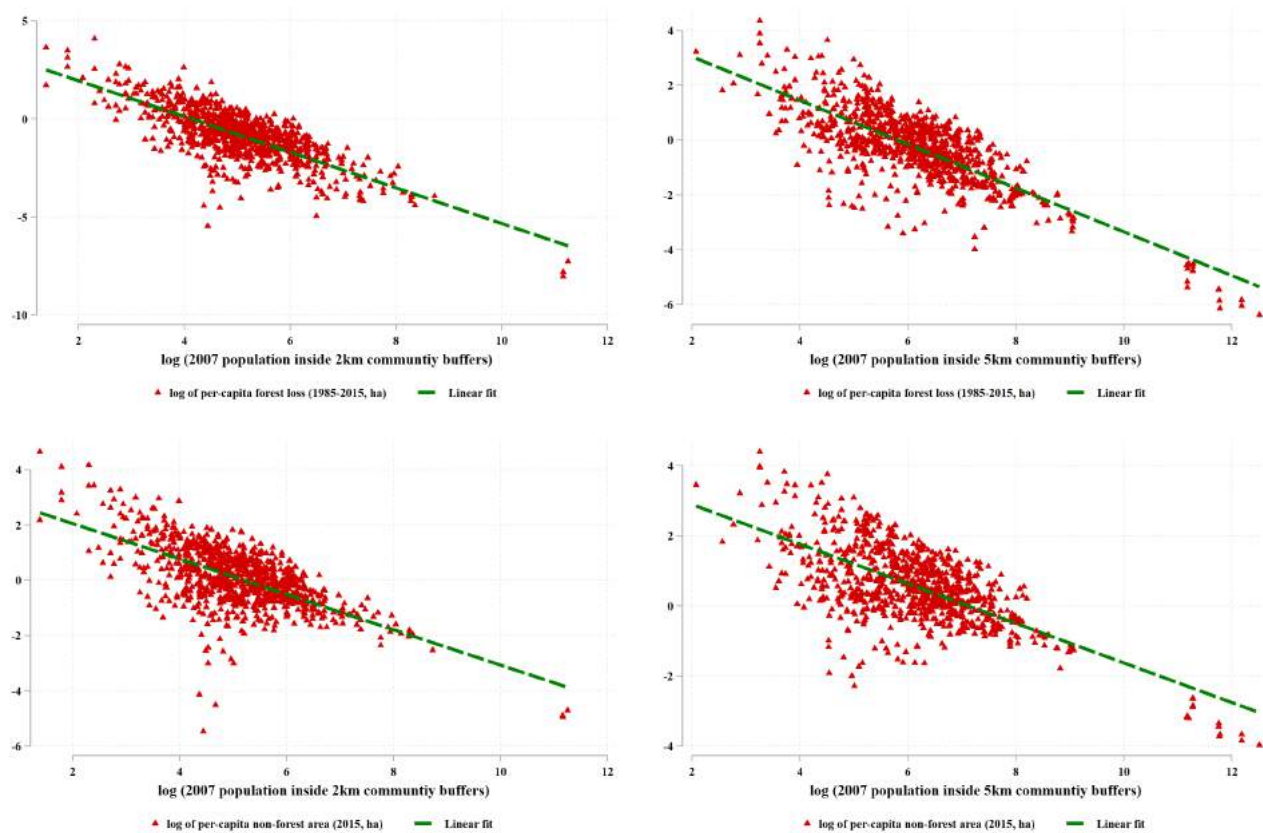 5
0
-5
-10
2 4 6 8 10 12
log (2007 population inside 2km communtiy buffers)
log of per-capita forest loss (1985-2015, ha) Linear fit
4
2
0
-2
-4
-6
2 4 6 8 10 12
log (2007 population inside 5km communtiy buffers)
log of per-capita forest loss (1985-2015, ha) Linear fit
4
2
0
-2
-4
-6
2 4 6 8 10 12
log (2007 population inside 2km communtiy buffers)
log of per-capita non-forest area (2015, ha) Linear fit
4
2
0
-2
-4
2 4 6 8 10 12
log (2007 population inside 5km communtiy buffers)
log of per-capita non-forest area (2015, ha) Linear fit